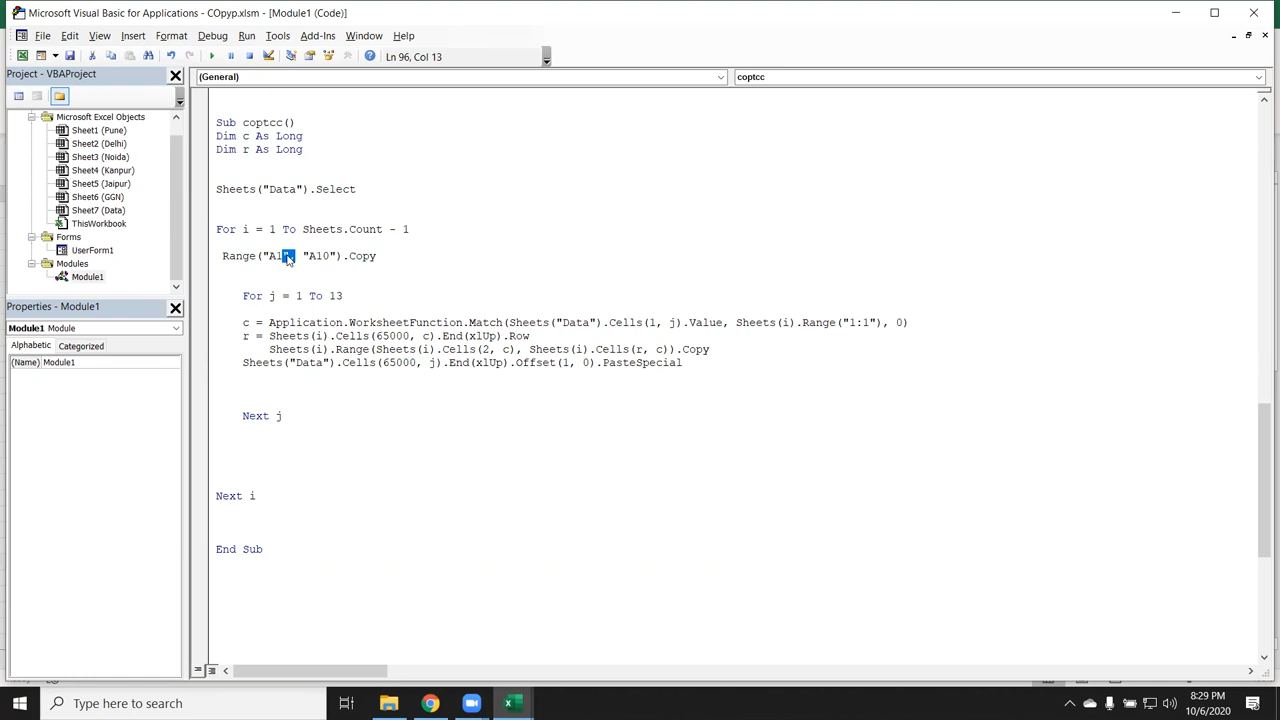 Microsoft Visual Basic for Applications - COpyp.xlsm - [Module1 (Code)]
File Edit View Insert Format Debug Run Tools Add-Ins Window Help
Ln 96, Col 13
Project - VBAProject
(General)
coptcc
Microsoft Excel Objects
Sheet1 (Pune)
Sheet2 (Delhi)
Sheet3 (Noida)
Sheet4 (Kanpur)
Sheet5 (Jaipur)
Sheet6 (GGN)
Sheet7 (Data)
ThisWorkbook
Forms
UserForm1
Modules
Module1
Properties - Module1
Module1 Module
Alphabetic Categorized
(Name) Module1
Sub coptcc()
Dim c As Long
Dim r As Long
Sheets("Data").Select
For i = 1 To Sheets.Count - 1
Range("A1", "A10").Copy
For j = 1 To 13
c = Application.WorksheetFunction.Match(Sheets("Data").Cells(1, j).Value, Sheets(i).Range("1:1"), 0)
r = Sheets(i).Cells(65000, c).End(xlUp).Row
Sheets(i).Range(Sheets(i).Cells(2, c), Sheets(i).Cells(r, c)).Copy
Sheets("Data").Cells(65000, j).End(xlUp).Offset(1, 0).PasteSpecial
Next j
Next i
End Sub
Type here to search
8:29 PM
10/6/2020